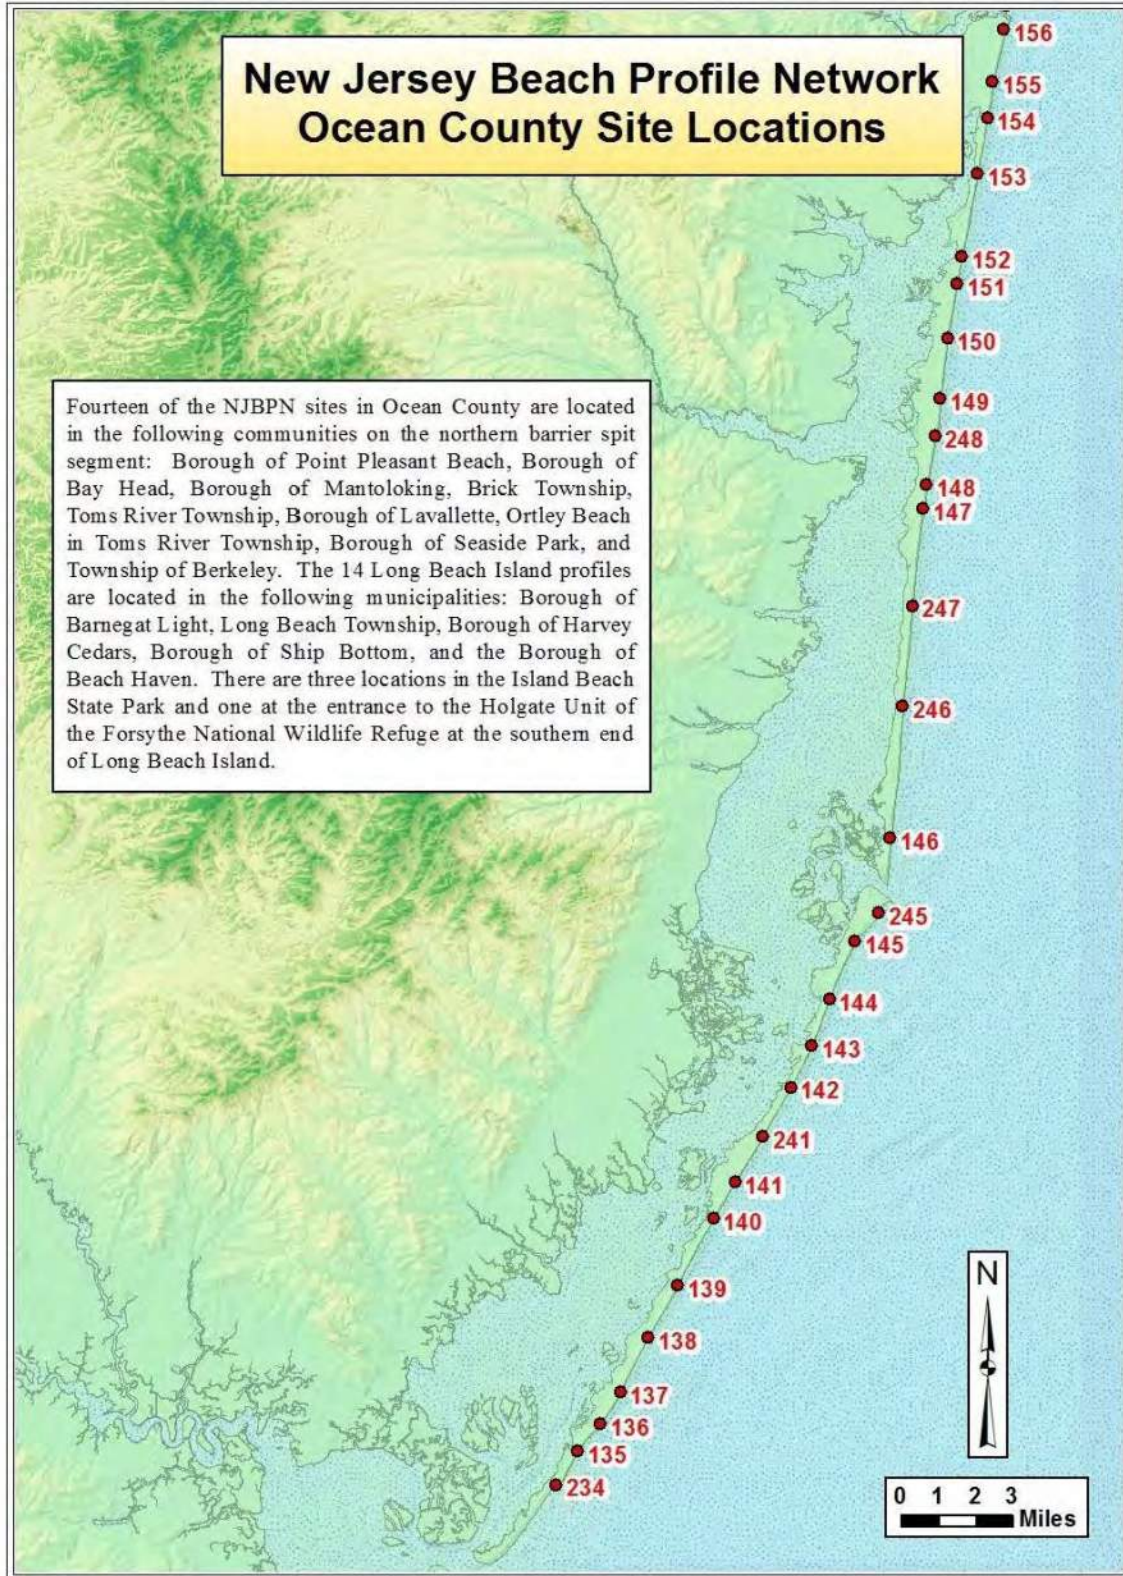 New Jersey Beach Profile Network
Ocean County Site Locations
156
155
154
153
152
151
150
149
248
148
147
247
246
146
245
145
144
143
142
241
141
140
139
138
137
136
135
234
Fourteen of the NJBPN sites in Ocean County are located
in the following communities on the northern barrier spit
segment: Borough of Point Pleasant Beach, Borough of
Bay Head, Borough of Mantoloking, Brick Township,
Toms River Township, Borough of Lavallette, Ortley Beach
in Toms River Township, Borough of Seaside Park, and
Township of Berkeley. The 14 Long Beach Island profiles
are located in the following municipalities: Borough of
Barnegat Light, Long Beach Township, Borough of Harvey
Cedars, Borough of Ship Bottom, and the Borough of
Beach Haven. There are three locations in the Island Beach
State Park and one at the entrance to the Holgate Unit of
the Forsythe National Wildlife Refuge at the southern end
of Long Beach Island.
N
0 1 2 3
Miles